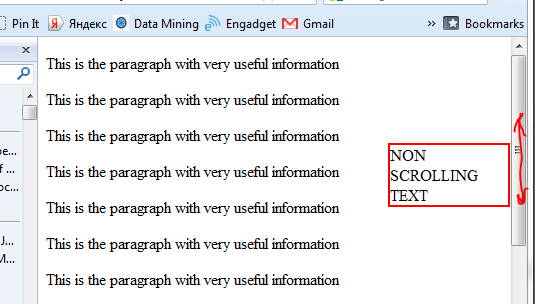 Pin It Яндекс Data Mining Engadget Gmail » Bookmarks
This is the paragraph with very useful information
This is the paragraph with very useful information
This is the paragraph with very useful information
pe...
NON
f ...
This is the paragraph with very useful information
SCROLLING
oc...
TEXT
This is the paragraph with very useful information
J...
This is the paragraph with very useful information
M...
This is the paragraph with very useful information